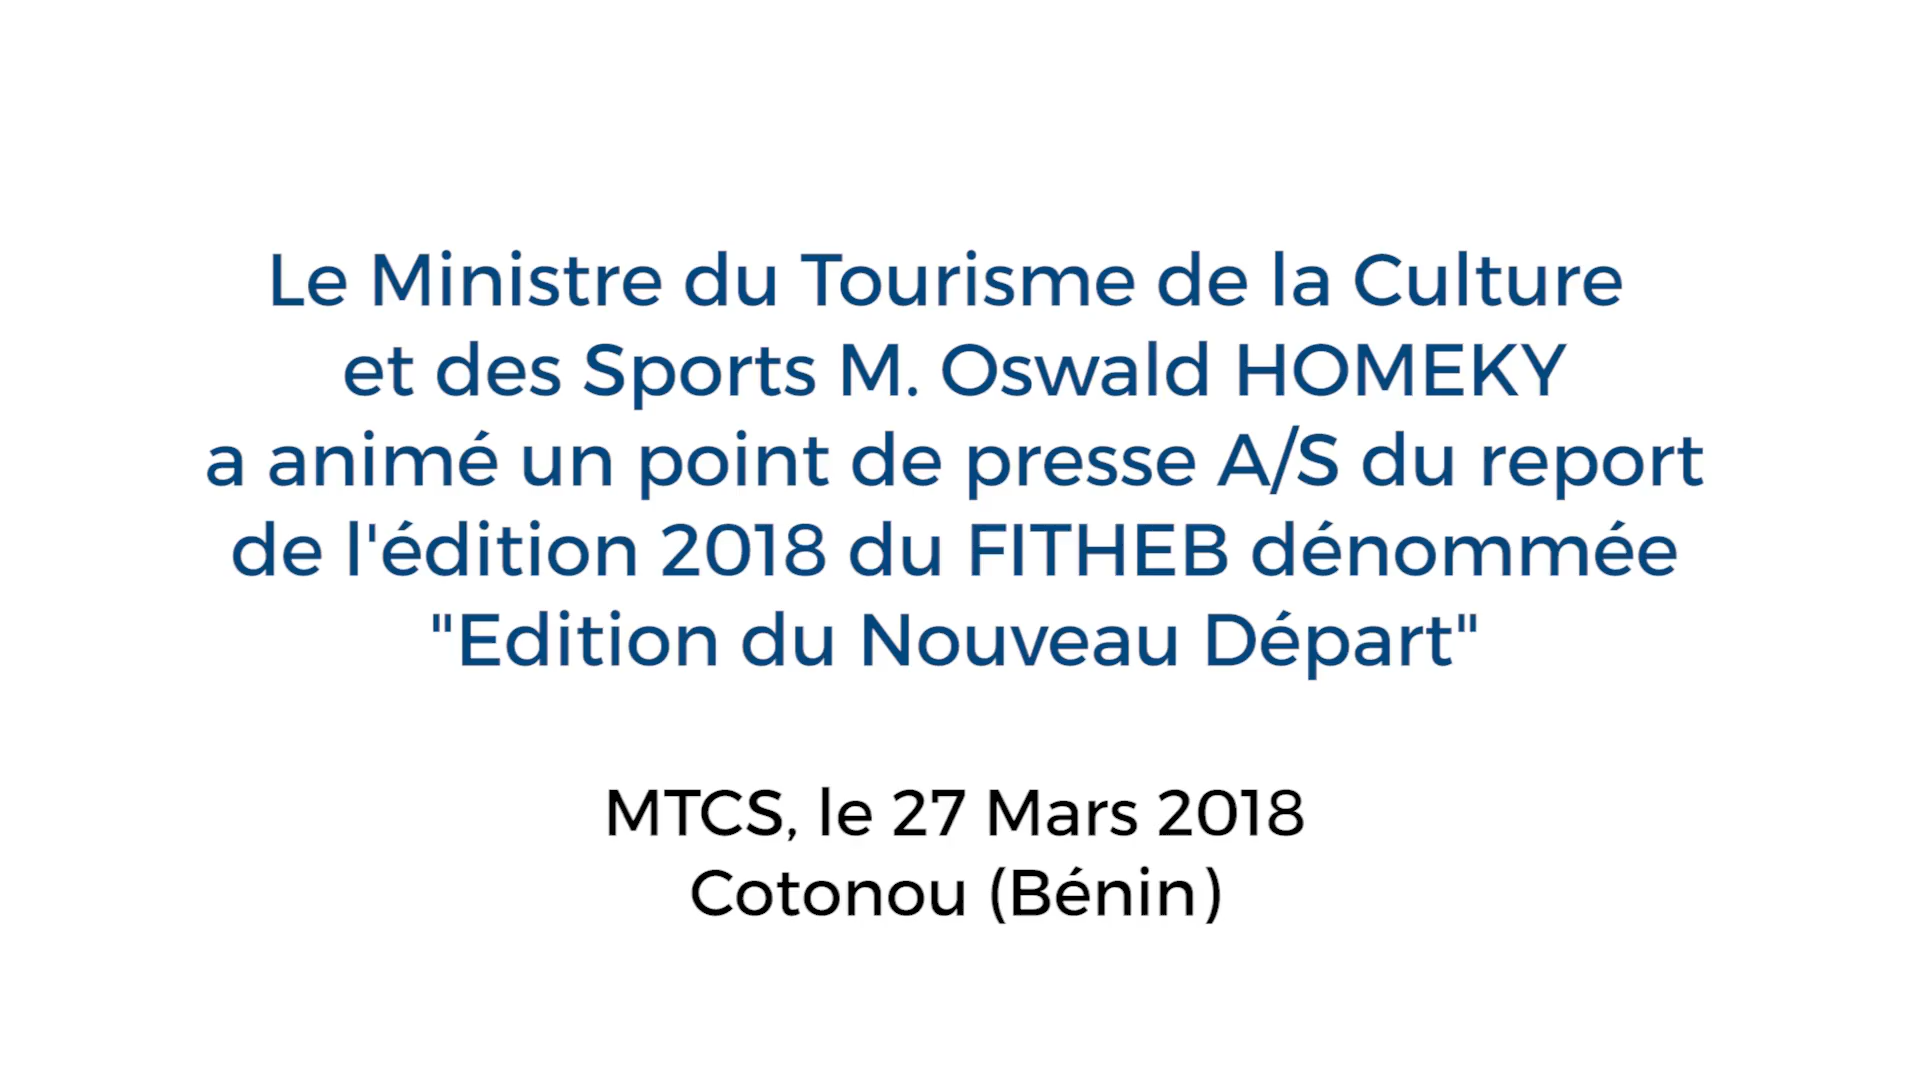 Le Ministre du Tourisme de la Culture
et des Sports M. Oswald HOMEKY
a animé un point de presse A/S du report
de l'édition 2018 du FITHEB dénommée
"Edition du Nouveau Départ"
MTCS, le 27 Mars 2018
Cotonou (Bénin)